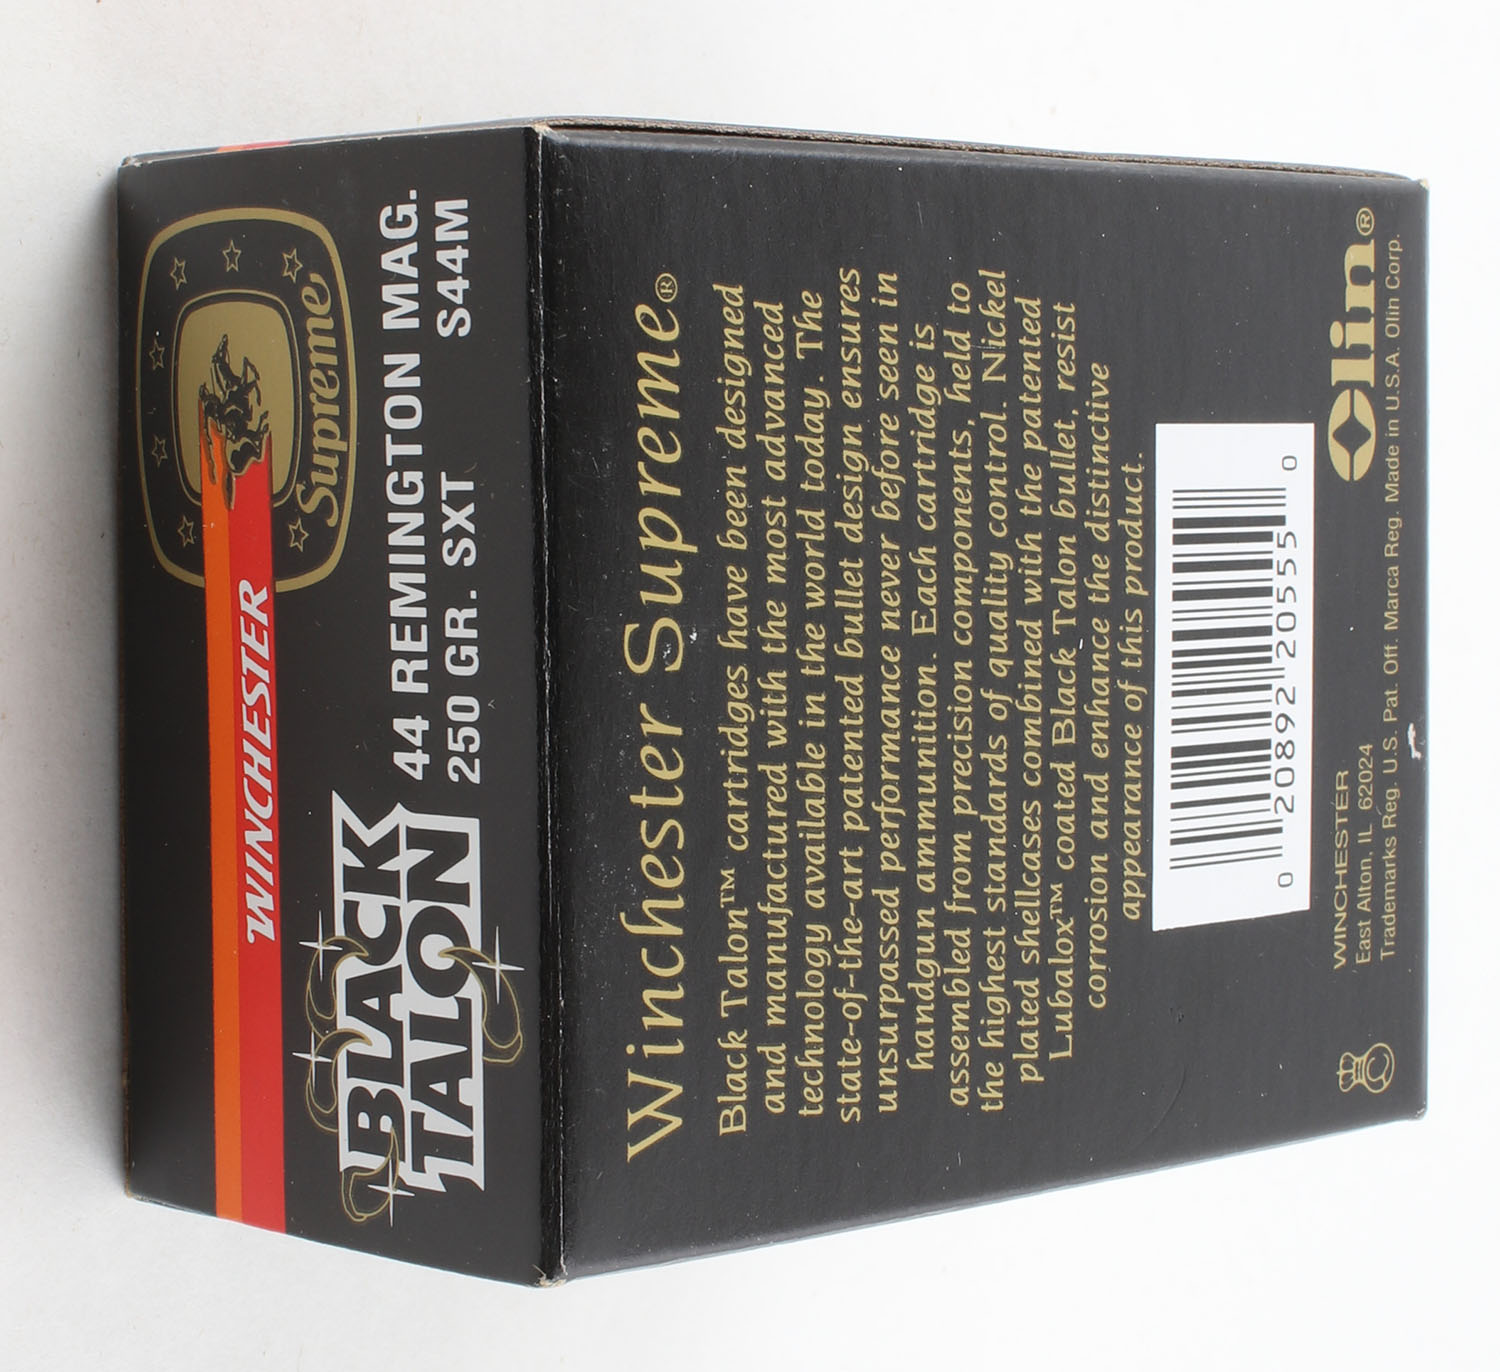 WINCHESTER
Supreme
BLACK
TALON
44 REMINGTON MAG.
250 GR. SXT S44M
Winchester Supreme®
Black Talon™ cartridges have been designed
and manufactured with the most advanced
technology available in the world today. The
state-of-the-art patented bullet design ensures
unsurpassed performance never before seen in
handgun ammunition. Each cartridge is
assembled from precision components, held to
the highest standards of quality control. Nickel
plated shellcases combined with the patented
Lubalox™ coated Black Talon bullet, resist
corrosion and enhance the distinctive
appearance of this product.
0 20892 20555 0
WINCHESTER
East Alton, IL 62024
Trademarks Reg. U.S. Pat. Off. Marca Reg. Made in U.S.A. Olin Corp.
Olin®